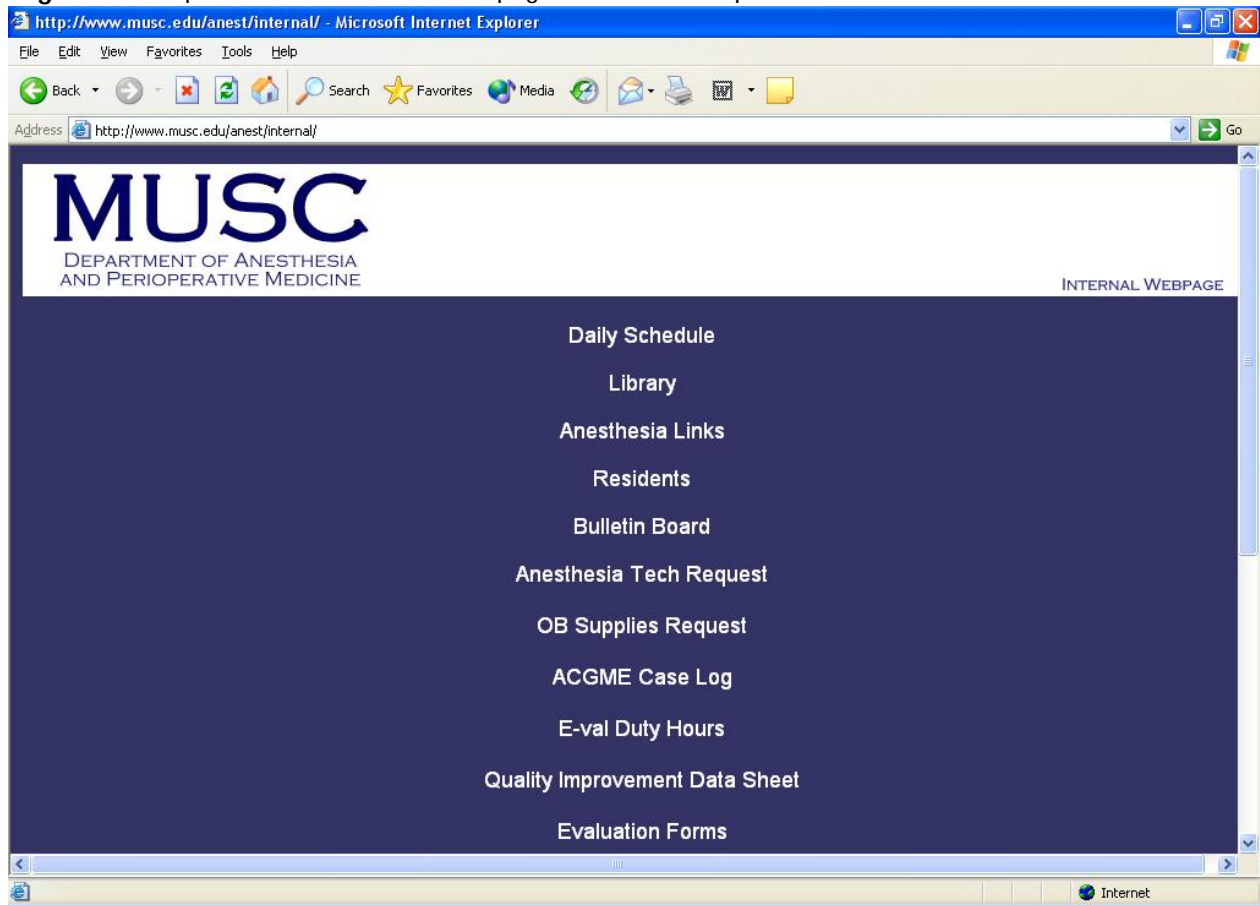 http://www.musc.edu/anest/internal/ - Microsoft Internet Explorer
File Edit View Favorites Tools Help
Back Search Favorites Media
Address http://www.musc.edu/anest/internal/ Go
MUSC
DEPARTMENT OF ANESTHESIA
AND PERIOPERATIVE MEDICINE
INTERNAL WEBPAGE
Daily Schedule
Library
Anesthesia Links
Residents
Bulletin Board
Anesthesia Tech Request
OB Supplies Request
ACGME Case Log
E-val Duty Hours
Quality Improvement Data Sheet
Evaluation Forms
Internet